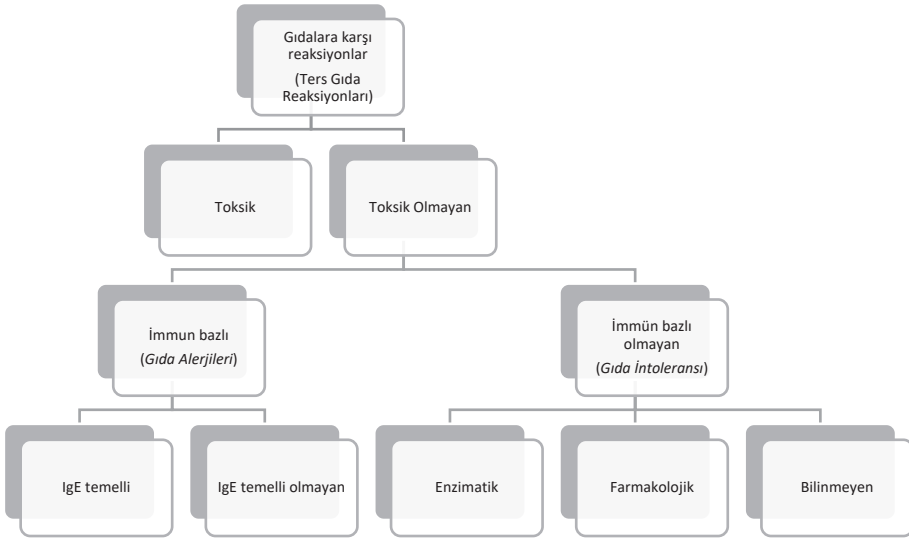 Gıdalara karşı
reaksiyonlar
(Ters Gıda
Reaksiyonları)
Toksik
Toksik Olmayan
İmmun bazlı
(Gıda Alerjileri)
İmmün bazlı
olmayan
(Gıda İntoleransı)
IgE temelli
IgE temelli olmayan
Enzimatik
Farmakolojik
Bilinmeyen